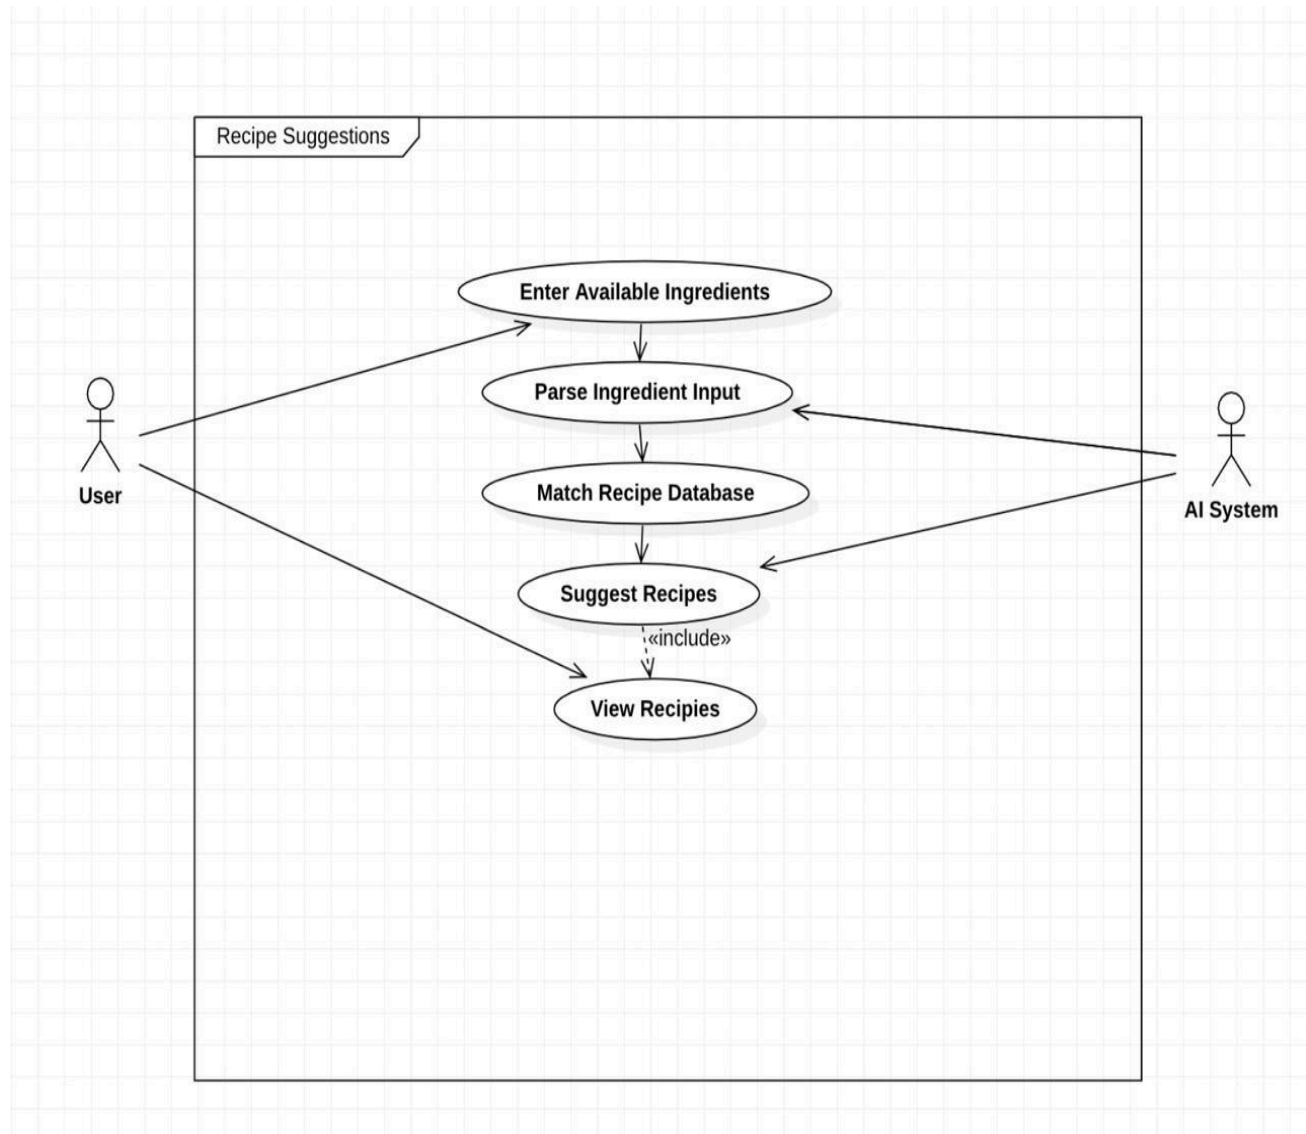 Recipe Suggestions
Enter Available Ingredients
Parse Ingredient Input
Match Recipe Database
User
AI System
Suggest Recipes
«include»
View Recipies